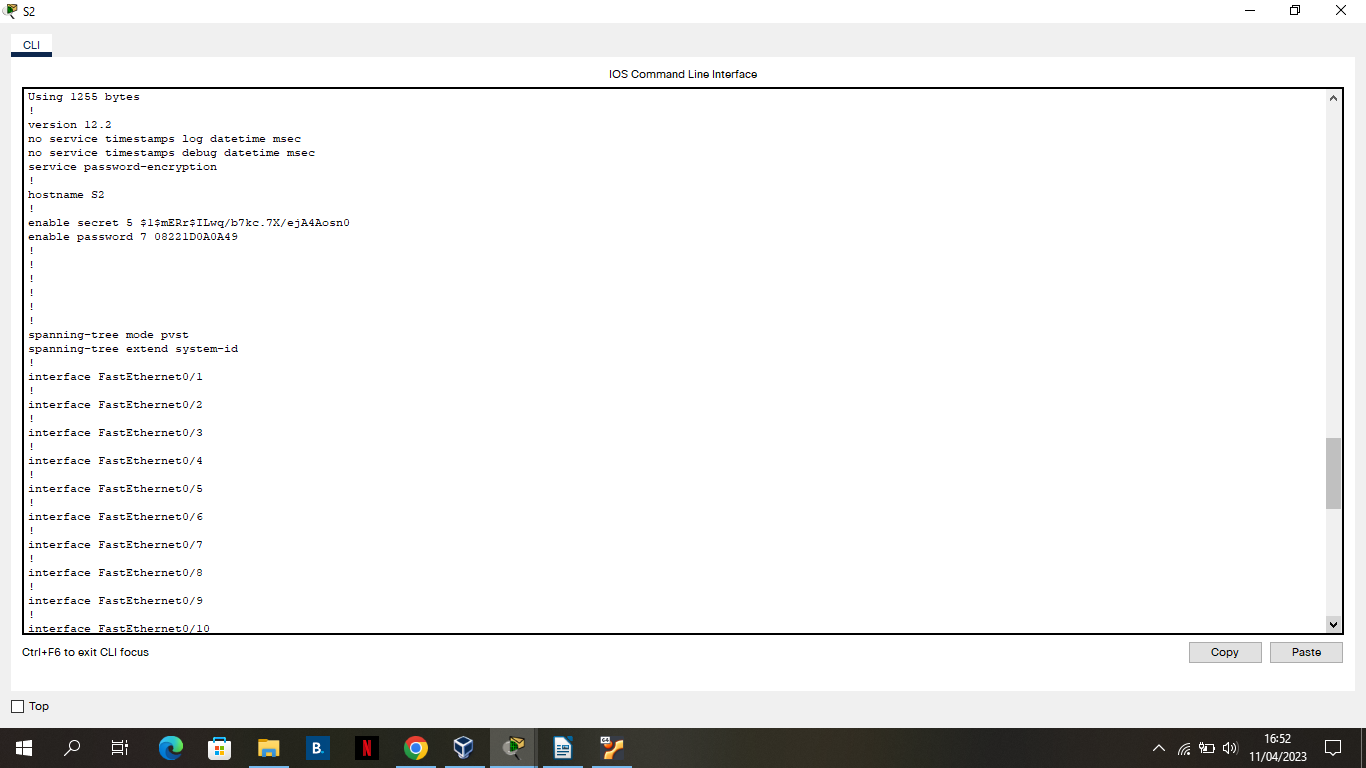 S2
CLI
IOS Command Line Interface
Using 1255 bytes
!
version 12.2
no service timestamps log datetime msec
no service timestamps debug datetime msec
service password-encryption
!
hostname S2
!
enable secret 5 $1$mERr$ILwq/b7kc.7X/ejA4Aosn0
enable password 7 08221D0A0A49
!
!
!
!
!
!
spanning-tree mode pvst
spanning-tree extend system-id
!
interface FastEthernet0/1
!
interface FastEthernet0/2
!
interface FastEthernet0/3
!
interface FastEthernet0/4
!
interface FastEthernet0/5
!
interface FastEthernet0/6
!
interface FastEthernet0/7
!
interface FastEthernet0/8
!
interface FastEthernet0/9
!
interface FastEthernet0/10
Ctrl+F6 to exit CLI focus
Copy
Paste
Top
B.
N
16:52
11/04/2023